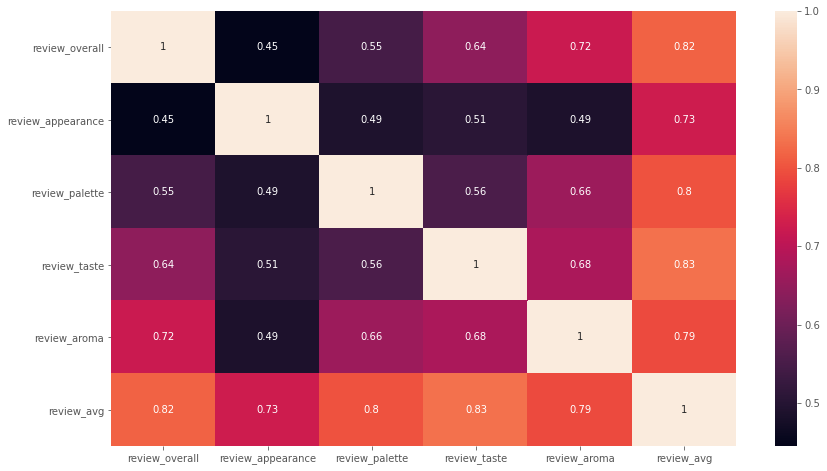 review_overall 1 0.45 0.55 0.64 0.72 0.82
review_appearance 0.45 1 0.49 0.51 0.49 0.73
review_palette 0.55 0.49 1 0.56 0.66 0.8
review_taste 0.64 0.51 0.56 1 0.68 0.83
review_aroma 0.72 0.49 0.66 0.68 1 0.79
review_avg 0.82 0.73 0.8 0.83 0.79 1
review_overall review_appearance review_palette review_taste review_aroma review_avg
1.0
0.9
0.8
0.7
0.6
0.5